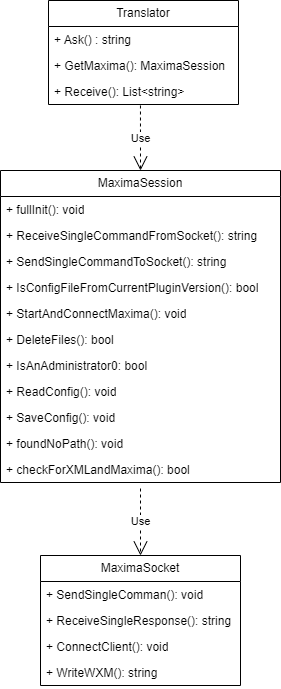 Translator
+ Ask() : string
+ GetMaxima(): MaximaSession
+ Receive(): List<string>
Use
MaximaSession
+ fullInit(): void
+ ReceiveSingleCommandFromSocket(): string
+ SendSingleCommandToSocket(): string
+ IsConfigFileFromCurrentPluginVersion(): bool
+ StartAndConnectMaxima(): void
+ DeleteFiles(): bool
+ IsAnAdministrator0: bool
+ ReadConfig(): void
+ SaveConfig(): void
+ foundNoPath(): void
+ checkForXMLandMaxima(): bool
Use
MaximaSocket
+ SendSingleComman(): void
+ ReceiveSingleResponse(): string
+ ConnectClient(): void
+ WriteWXM(): string